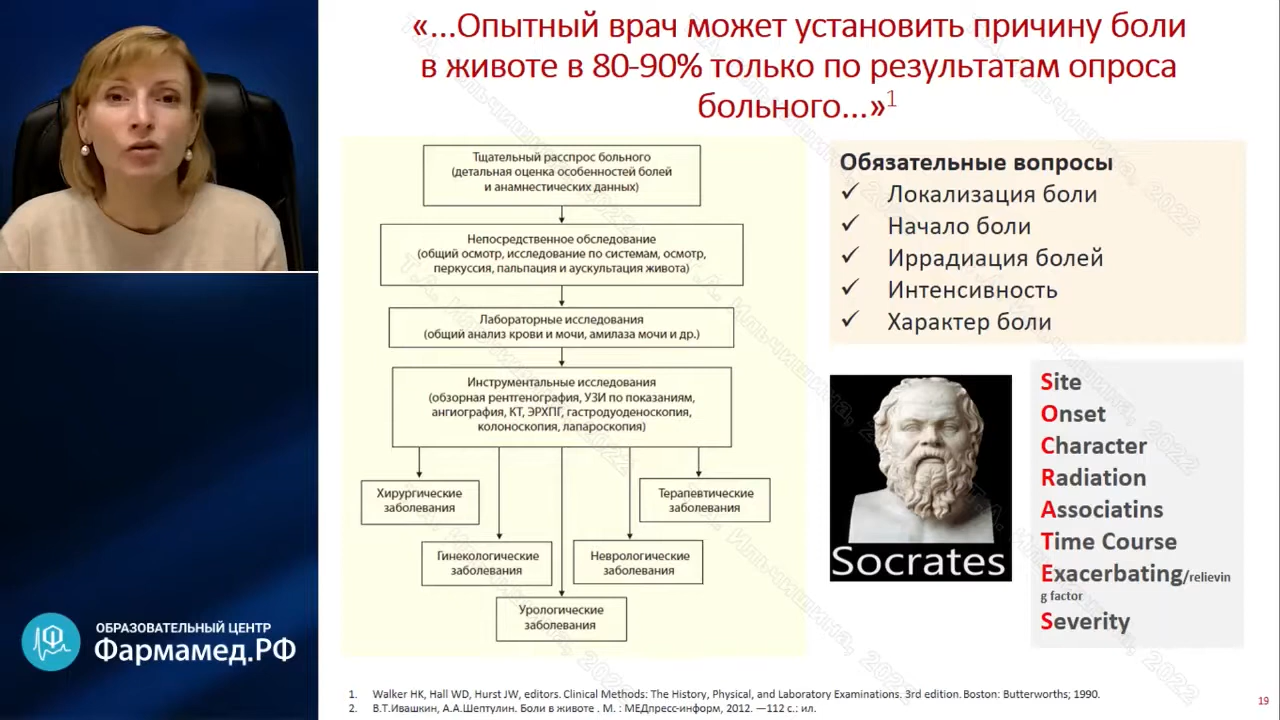 «...Опытный врач может установить причину боли
в животе в 80-90% только по результатам опроса
больного...»1
Тщательный расспрос больного
(детальная оценка особенностей болей
и анамнестических данных)
Непосредственное обследование
(общий осмотр, исследование по системам, осмотр,
перкуссия, пальпация и аускультация живота)
Лабораторные исследования
(общий анализ крови и мочи, амилаза мочи и др.)
Инструментальные исследования
(обзорная рентгенография, УЗИ по показаниям,
ангиография, КТ, ЭРХПГ, гастродуоденоскопия,
колоноскопия, лапароскопия)
Хирургические
заболевания
Терапевтические
заболевания
Гинекологические
заболевания
Неврологические
заболевания
Урологические
заболевания
Обязательные вопросы
✓ Локализация боли
✓ Начало боли
✓ Иррадиация болей
✓ Интенсивность
✓ Характер боли
Socrates
Site
Onset
Character
Radiation
Associatins
Time Course
Exacerbating/relievin
g factor
Severity
ОБРАЗОВАТЕЛЬНЫЙ ЦЕНТР
Фармамед.РФ
1. Walker HK, Hall WD, Hurst JW, editors. Clinical Methods: The History, Physical, and Laboratory Examinations. 3rd edition. Boston: Butterworths; 1990.
2. В.Т.Ивашкин, А.А.Шептулин. Боли в животе . М. : МЕДпресс-информ, 2012. —112 с.: ил.
19
Т.А. Ильчишина, 2022